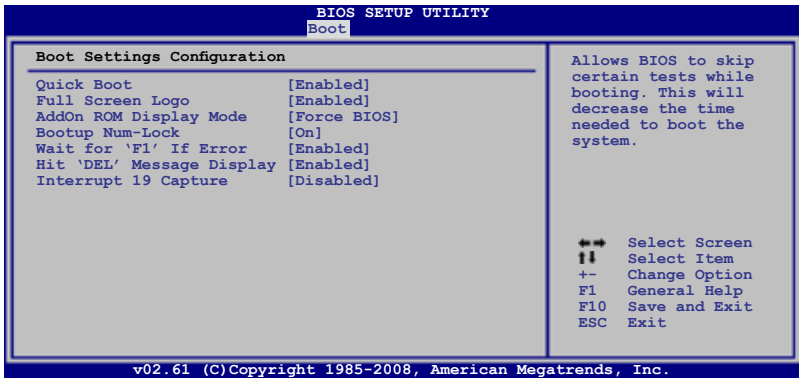 BIOS SETUP UTILITY
Boot
Boot Settings Configuration
Quick Boot [Enabled]
Full Screen Logo [Enabled]
AddOn ROM Display Mode [Force BIOS]
Bootup Num-Lock [On]
Wait for ‘F1’ If Error [Enabled]
Hit ‘DEL’ Message Display [Enabled]
Interrupt 19 Capture [Disabled]
Allows BIOS to skip
certain tests while
booting. This will
decrease the time
needed to boot the
system.
←→ Select Screen
↑↓ Select Item
+- Change Option
F1 General Help
F10 Save and Exit
ESC Exit
v02.61 (C)Copyright 1985-2008, American Megatrends, Inc.